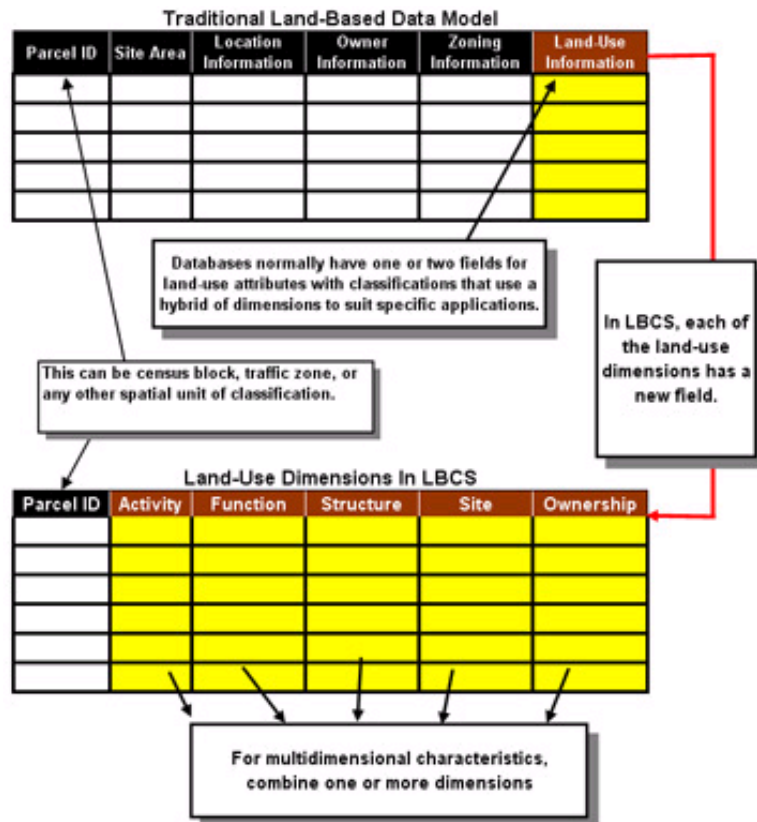 Traditional Land-Based Data Model
Parcel ID Site Area Location Information Owner Information Zoning Information Land-Use Information
Databases normally have one or two fields for
land-use attributes with classifications that use a
hybrid of dimensions to suit specific applications.
In LBCS, each of
the land-use
dimensions has a
new field.
This can be census block, traffic zone, or
any other spatial unit of classification.
Land-Use Dimensions In LBCS
Parcel ID Activity Function Structure Site Ownership
For multidimensional characteristics,
combine one or more dimensions